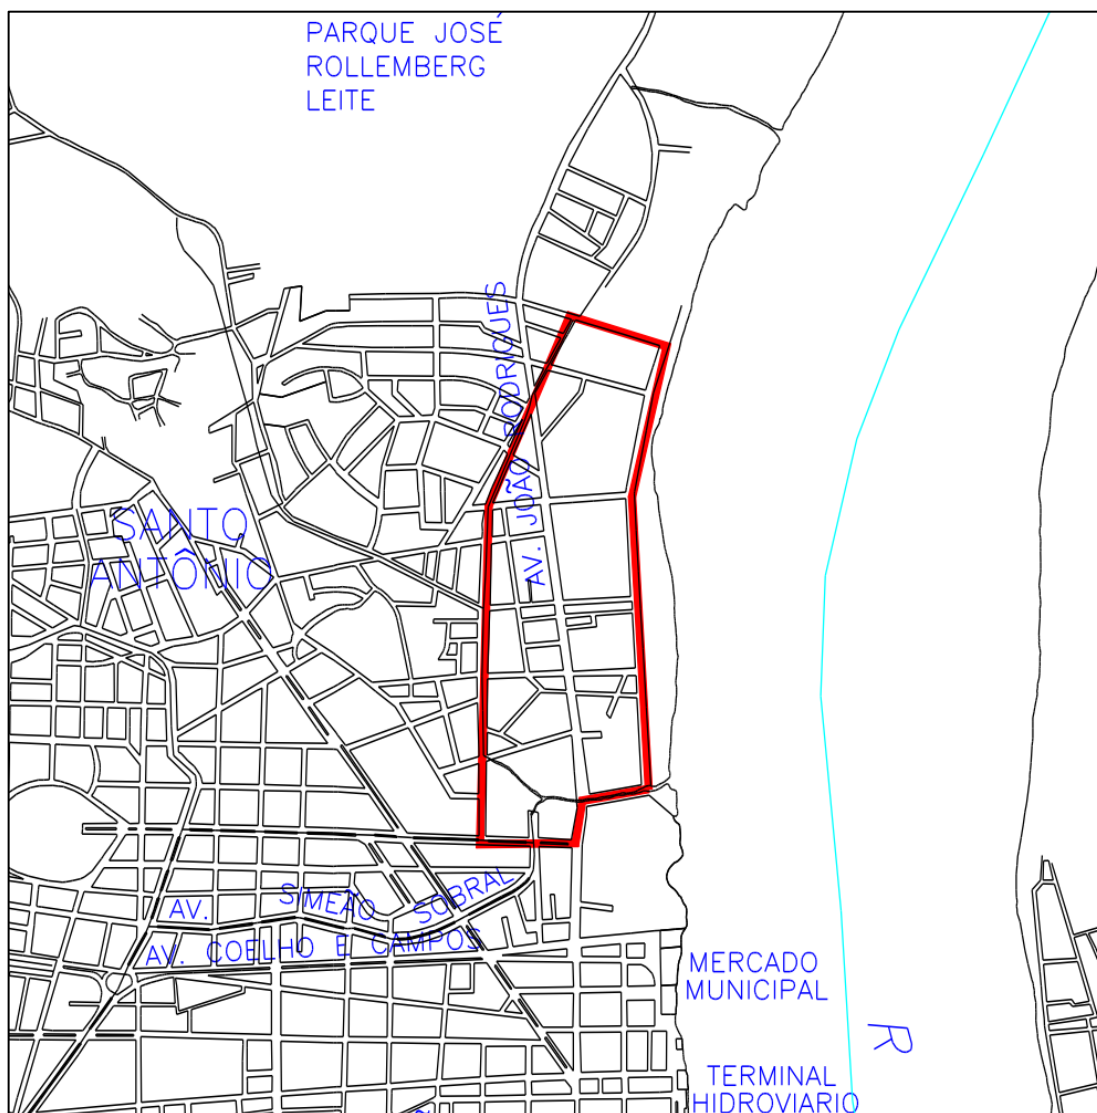 PARQUE JOSÉ
ROLLEMBERG
LEITE
AV. JOÃO RODRIGUES
SANTO
ANTÔNIO
AV. SIMEÃO SOBRAL
AV. COELHO E CAMPOS
MERCADO
MUNICIPAL
R
TERMINAL
HIDROVIARIO